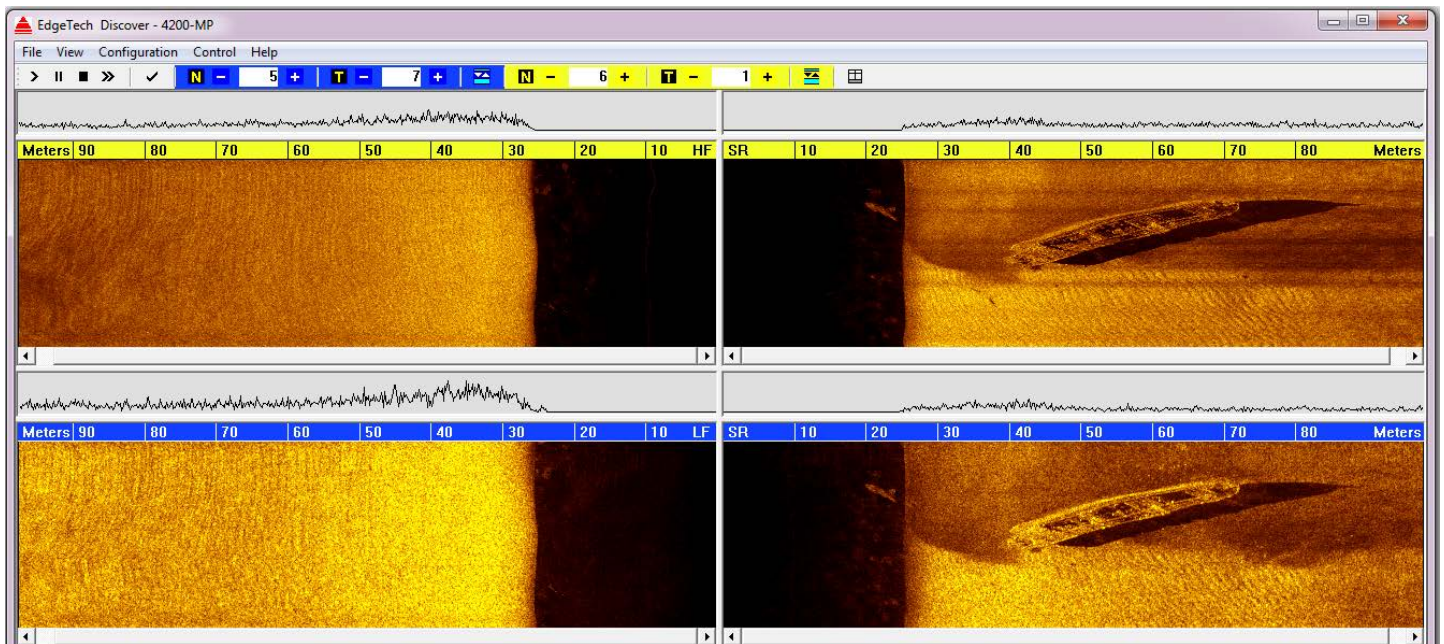 EdgeTech Discover - 4200-MP
File View Configuration Control Help
N - 5 + T - 7 + N - 6 + T - 1 +
Meters 90 80 70 60 50 40 30 20 10 HF SR 10 20 30 40 50 60 70 80 Meters
Meters 90 80 70 60 50 40 30 20 10 LF SR 10 20 30 40 50 60 70 80 Meters